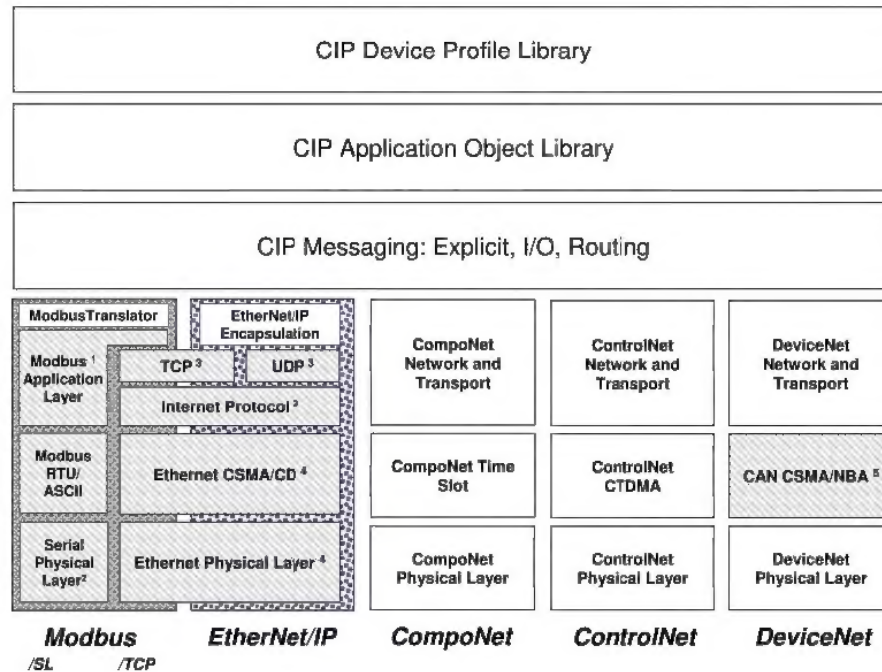 CIP Device Profile Library
CIP Application Object Library
CIP Messaging: Explicit, I/O, Routing
ModbusTranslator
Modbus 1
Application
Layer
Modbus
RTU/
ASCII
Serial
Physical
Layer2
EtherNet/IP
Encapsulation
TCP 3
UDP 3
Internet Protocol 3
Ethernet CSMA/CD 4
Ethernet Physical Layer 4
CompoNet
Network and
Transport
CompoNet Time
Slot
CompoNet
Physical Layer
ControlNet
Network and
Transport
ControlNet
CTDMA
ControlNet
Physical Layer
DeviceNet
Network and
Transport
CAN CSMA/NBA 5
DeviceNet
Physical Layer
Modbus
/SL /TCP
EtherNet/IP
CompoNet
ControlNet
DeviceNet